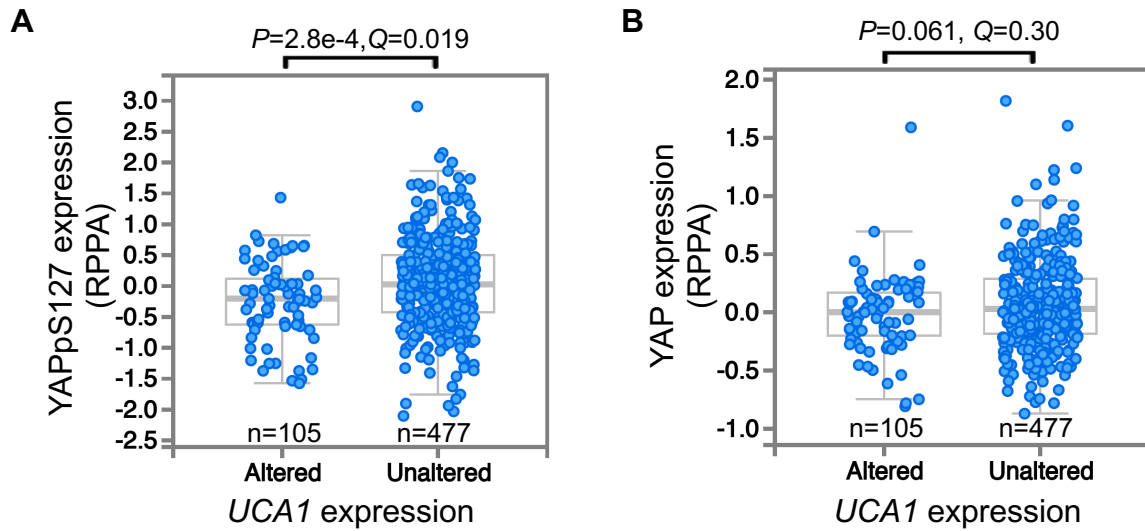 A
P=2.8e-4,Q=0.019
YAPpS127 expression
(RPPA)
3.0
2.5
2.0
1.5
1.0
0.5
0.0
-0.5
-1.0
-1.5
-2.0
-2.5
n=105
n=477
Altered
Unaltered
UCA1 expression
B
P=0.061, Q=0.30
YAP expression
(RPPA)
2.0
1.5
1.0
0.5
0.0
-0.5
-1.0
n=105
n=477
Altered
Unaltered
UCA1 expression